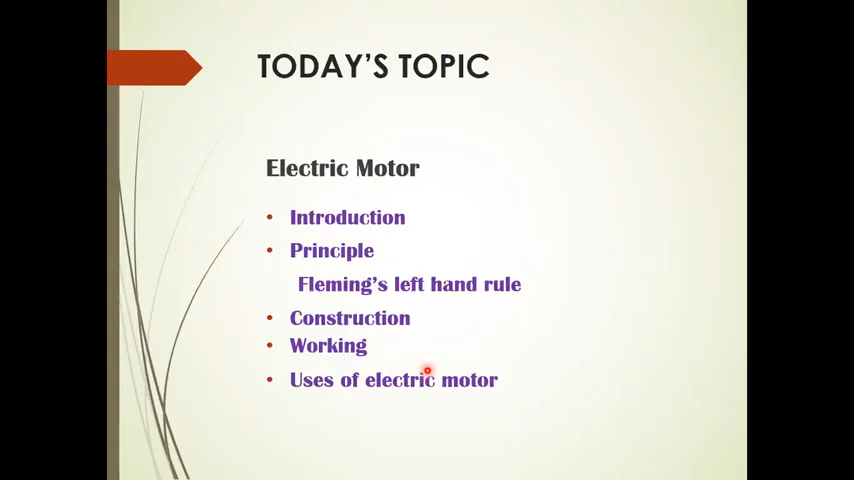 TODAY'S TOPIC
Electric Motor
• Introduction
• Principle
Fleming's left hand rule
• Construction
• Working
• Uses of electric motor